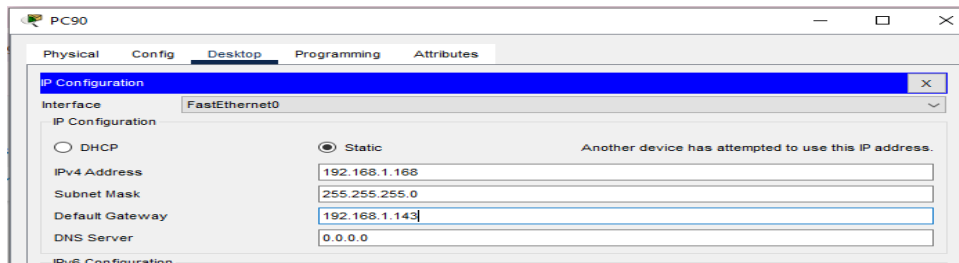 PC90
Physical Config Desktop Programming Attributes
IP Configuration X
Interface FastEthernet0
IP Configuration
DHCP Static Another device has attempted to use this IP address.
IPv4 Address 192.168.1.168
Subnet Mask 255.255.255.0
Default Gateway 192.168.1.143
DNS Server 0.0.0.0
IPv6 Configuration